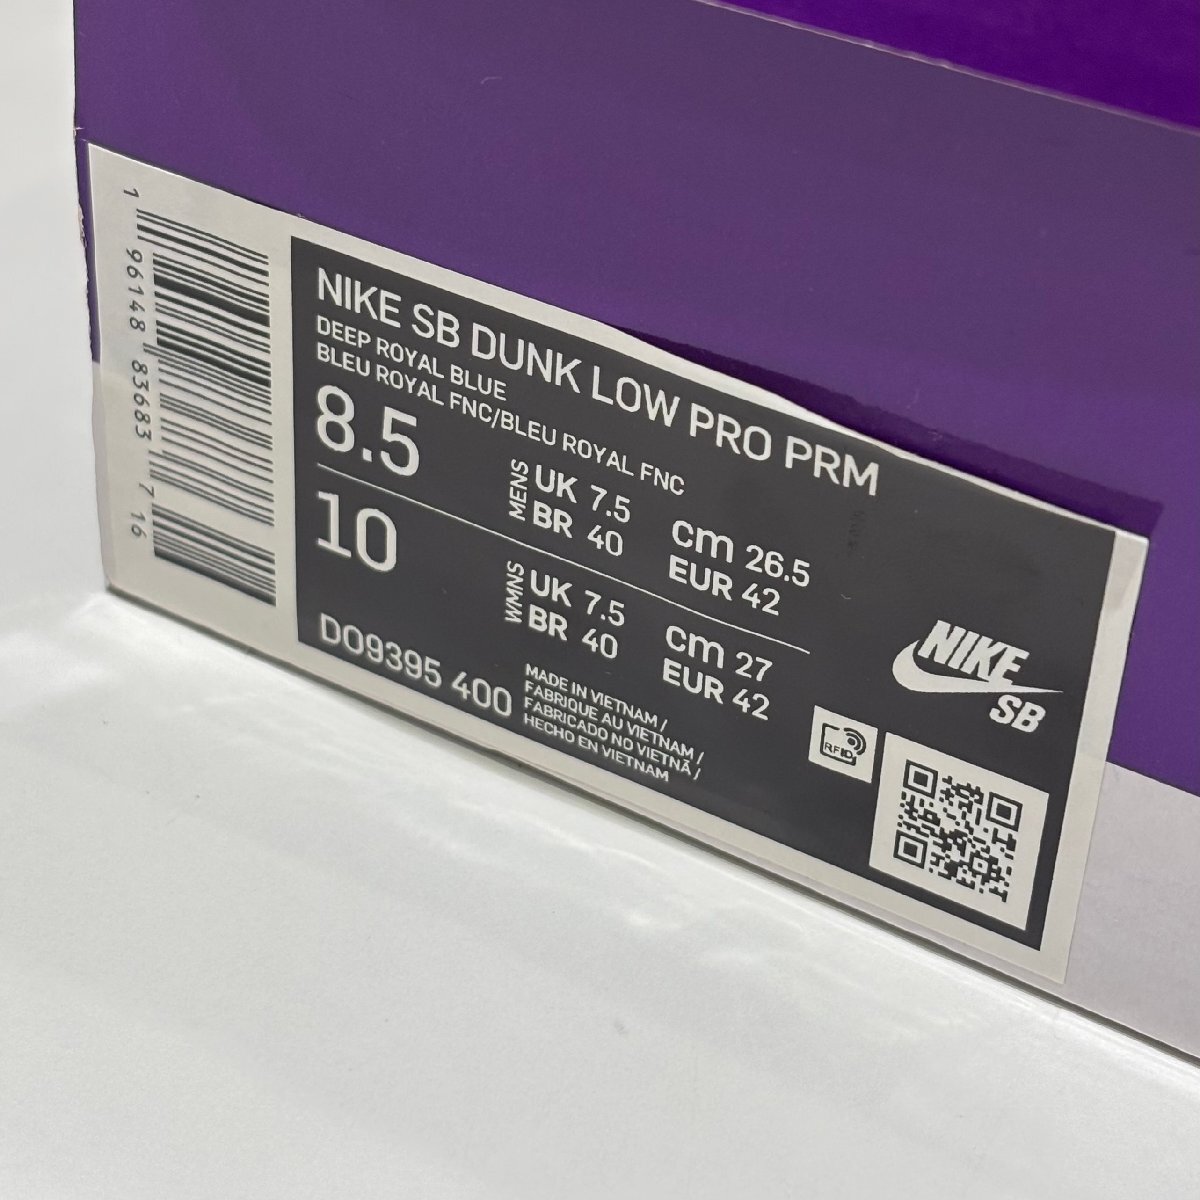 1 96148 83683 7 16
NIKE SB DUNK LOW PRO PRM
DEEP ROYAL BLUE
BLEU ROYAL FNC/BLEU ROYAL FNC
8.5
MENS
UK 7.5
BR 40
cm 26.5
EUR 42
10
WMNS
UK 7.5
BR 40
cm 27
EUR 42
DO9395 400
MADE IN VIETNAM /
FABRIQUE AU VIETNAM /
FABRICADO NO VIETNÃ /
HECHO EN VIETNAM
RFID
NIKE
SB